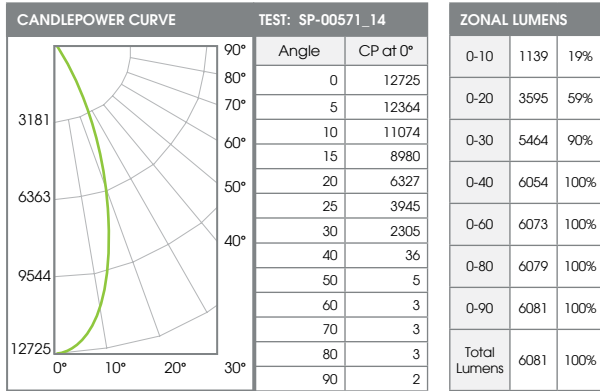 CANDLEPOWER CURVE
TEST: SP-00571_14
90°
80°
70°
60°
50°
40°
30°
3181
6363
9544
12725
0° 10° 20°
Angle CP at 0°
0 12725
5 12364
10 11074
15 8980
20 6327
25 3945
30 2305
40 36
50 5
60 3
70 3
80 3
90 2
ZONAL LUMENS
0-10 1139 19%
0-20 3595 59%
0-30 5464 90%
0-40 6054 100%
0-60 6073 100%
0-80 6079 100%
0-90 6081 100%
Total
Lumens 6081 100%